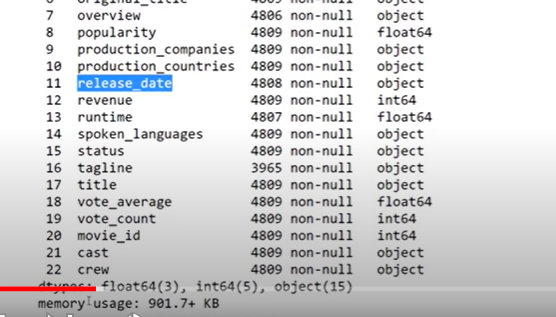 6 original_title 4809 non-null object
7 overview 4806 non-null object
8 popularity 4809 non-null float64
9 production_companies 4809 non-null object
10 production_countries 4809 non-null object
11 release_date 4808 non-null object
12 revenue 4809 non-null int64
13 runtime 4807 non-null float64
14 spoken_languages 4809 non-null object
15 status 4809 non-null object
16 tagline 3965 non-null object
17 title 4809 non-null object
18 vote_average 4809 non-null float64
19 vote_count 4809 non-null int64
20 movie_id 4809 non-null int64
21 cast 4809 non-null object
22 crew 4809 non-null object
dtypes: float64(3), int64(5), object(15)
memory usage: 901.7+ KB